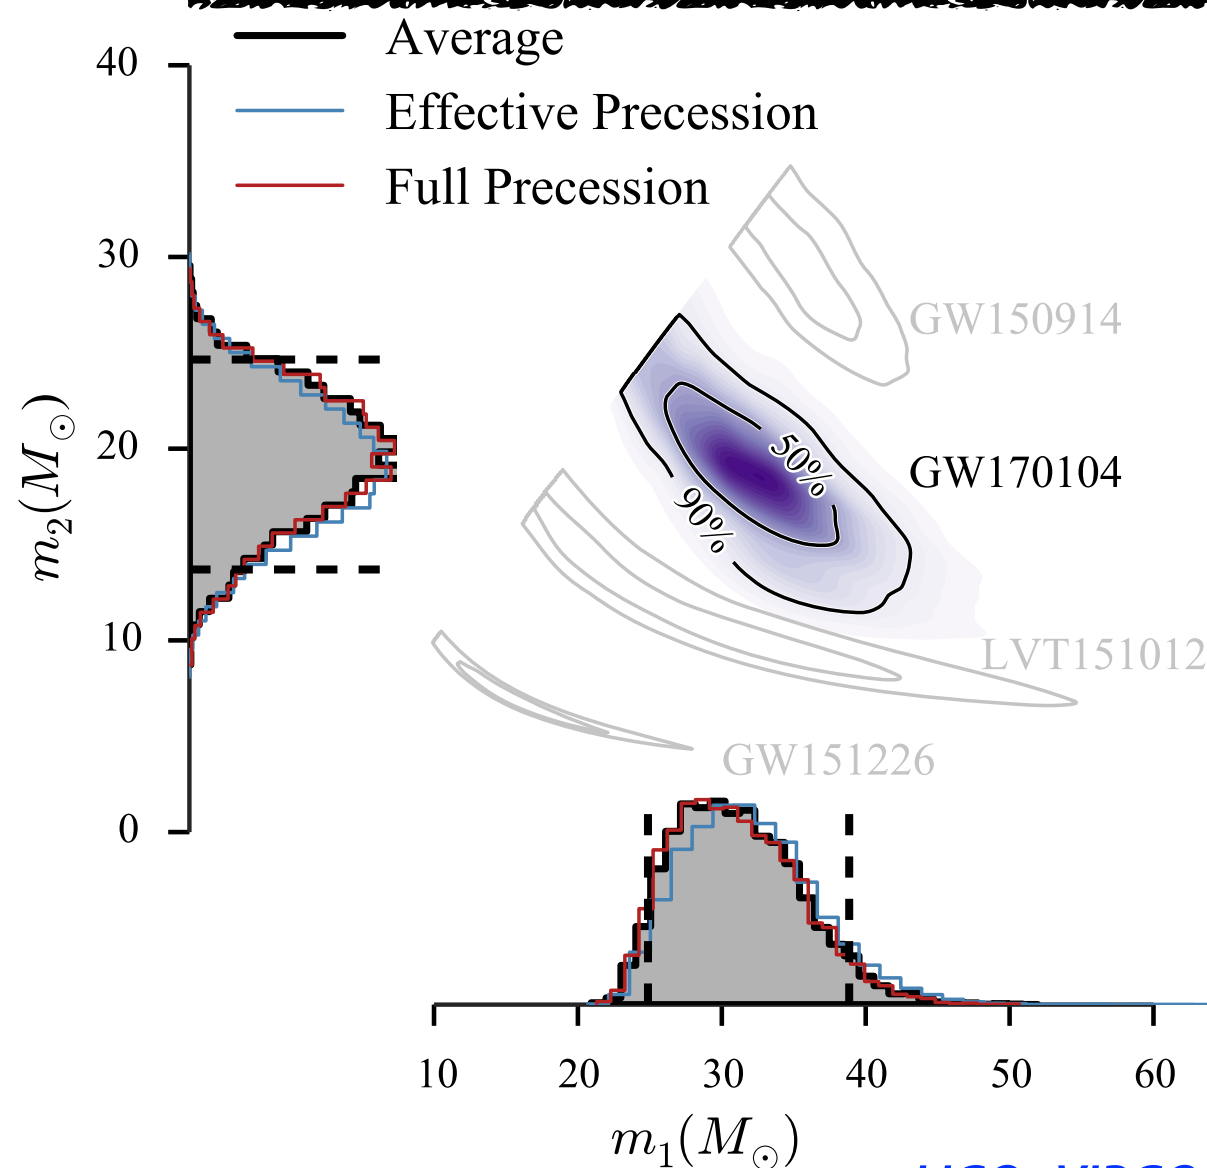 Average
Effective Precession
Full Precession
40
30
20
10
0
m₂(M⊙)
GW150914
GW170104
50%
90%
LVT151012
GW151226
10 20 30 40 50 60
m₁(M⊙)